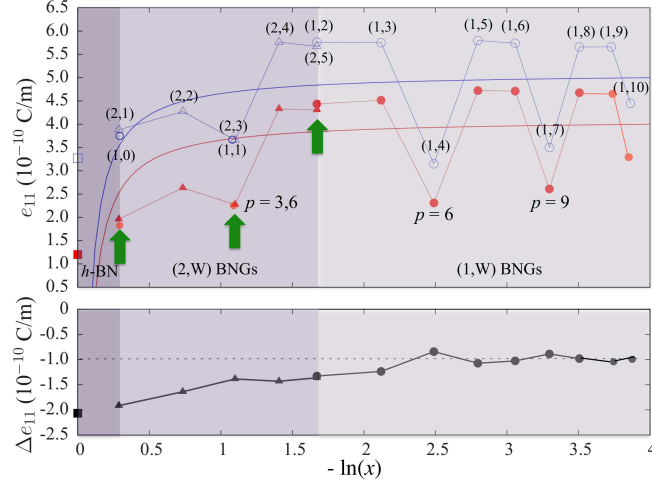 6.5
6.0
5.5
5.0
4.5
4.0
3.5
3.0
2.5
2.0
1.5
1.0
0.5
e₁₁ (10⁻¹⁰ C/m)
(2,4) (1,2) (1,3) (1,5) (1,6) (1,8) (1,9)
(2,5)
(2,1) (2,2)
(1,10)
(2,3)
(1,0) (1,1) (1,4) (1,7)
p = 3,6 p = 6 p = 9
h-BN (2,W) BNGs (1,W) BNGs
0
-0.5
-1.0
-1.5
-2.0
-2.5
Δe₁₁ (10⁻¹⁰ C/m)
0 0.5 1 1.5 2 2.5 3 3.5 4
- ln(x)